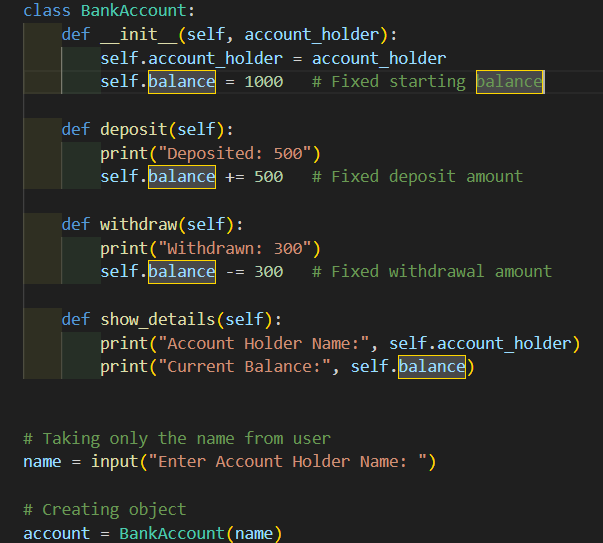 class BankAccount:
    def __init__(self, account_holder):
        self.account_holder = account_holder
        self.balance = 1000   # Fixed starting balance

    def deposit(self):
        print("Deposited: 500")
        self.balance += 500   # Fixed deposit amount

    def withdraw(self):
        print("Withdrawn: 300")
        self.balance -= 300   # Fixed withdrawal amount

    def show_details(self):
        print("Account Holder Name:", self.account_holder)
        print("Current Balance:", self.balance)


# Taking only the name from user
name = input("Enter Account Holder Name: ")

# Creating object
account = BankAccount(name)